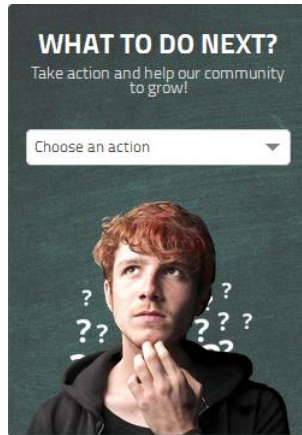 WHAT TO DO NEXT?
Take action and help our community
to grow!
Choose an action
?
? ?
? ?
? ? ?